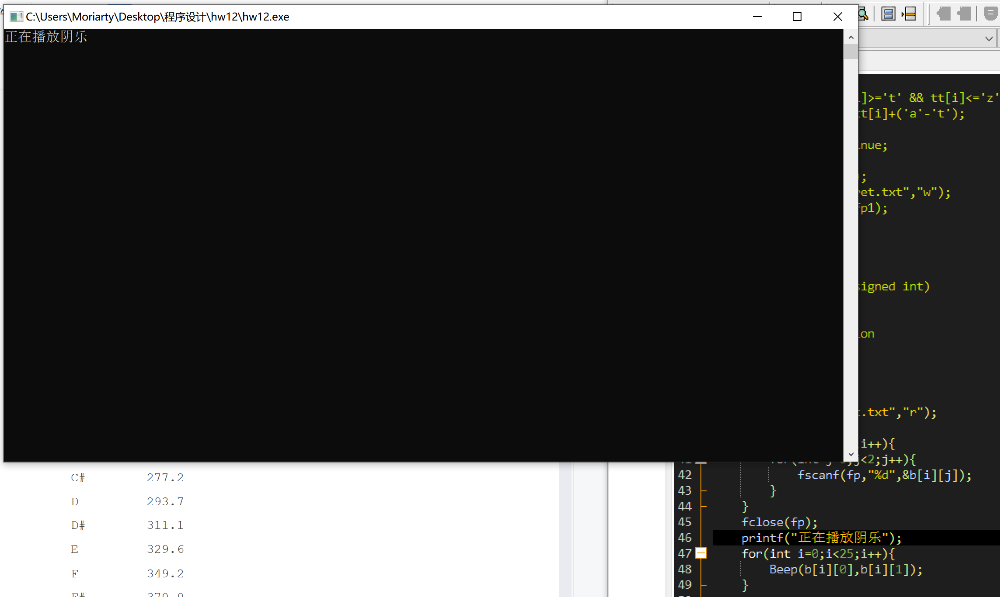 C:\Users\Moriarty\Desktop\程序设计\hw12\hw12.exe
正在播放阴乐
]>='t' && tt[i]<='z'
t[i]+('a'-'t');
nue;
;
et.txt","w");
p1);
signed int)
ion
.txt","r");
i++){
j<2;j++){
42 fscanf(fp,"%d",&b[i][j]);
43 }
44 }
45 fclose(fp);
46 printf("正在播放阴乐");
47 for(int i=0;i<25;i++){
48 Beep(b[i][0],b[i][1]);
49 }
C# 277.2
D 293.7
D# 311.1
E 329.6
F 349.2
F# 370.0